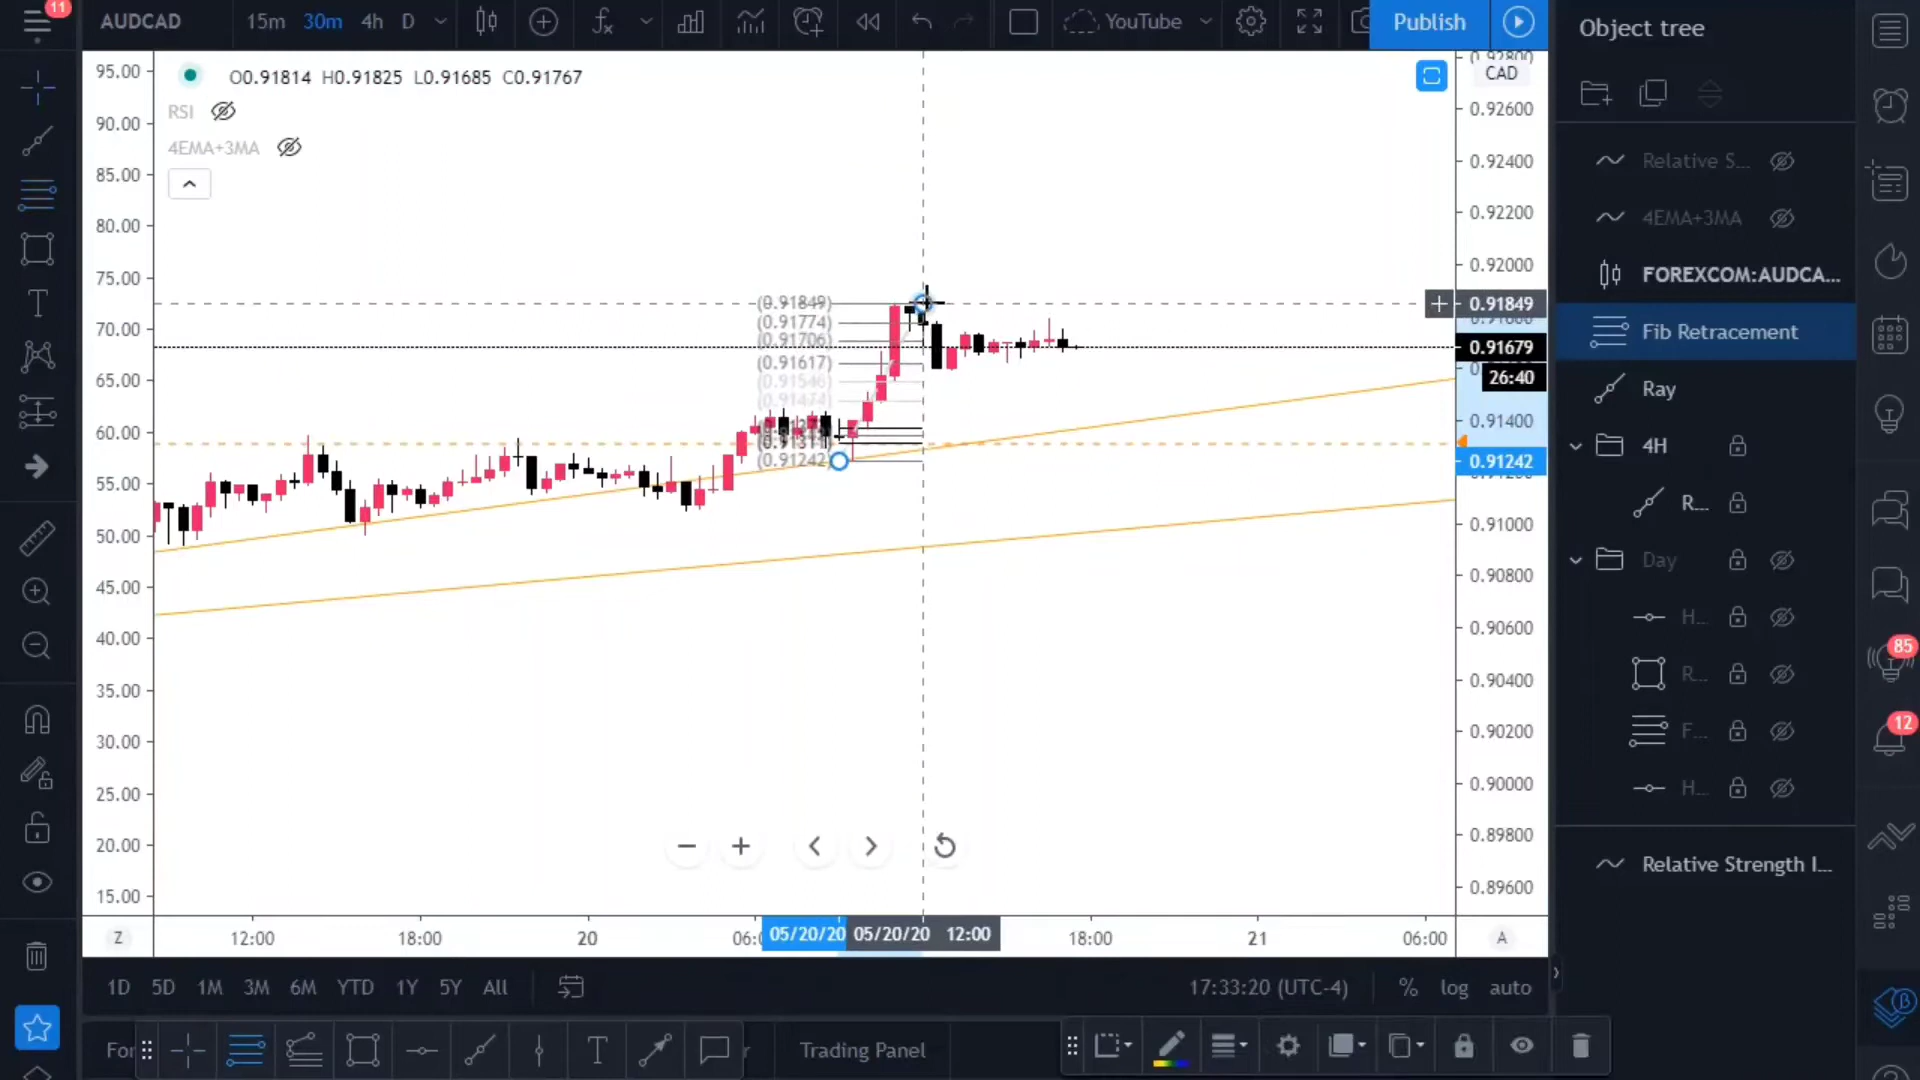 11
AUDCAD
15m 30m 4h D
YouTube
Publish
Object tree
O0.91814 H0.91825 L0.91685 C0.91767
RSI
4EMA+3MA
CAD
95.00
90.00
85.00
80.00
75.00
70.00
65.00
60.00
55.00
50.00
45.00
40.00
35.00
30.00
25.00
20.00
15.00
(0.91849)
(0.91774)
(0.91706)
(0.91617)
(0.91546)
(0.91474)
(0.91242)
0.92800
0.92600
0.92400
0.92200
0.92000
0.91849
0.91679
26:40
0.91400
0.91242
0.91000
0.90800
0.90600
0.90400
0.90200
0.90000
0.89800
0.89600
Relative S...
4EMA+3MA
FOREXCOM:AUDCA...
Fib Retracement
Ray
4H
R...
Day
H...
R...
F...
H...
Relative Strength I...
85
12
Z
12:00 18:00 20 05/20/20 05/20/20 12:00 18:00 21 06:00
A
1D 5D 1M 3M 6M YTD 1Y 5Y All
17:33:20 (UTC-4) % log auto
For
Trading Panel